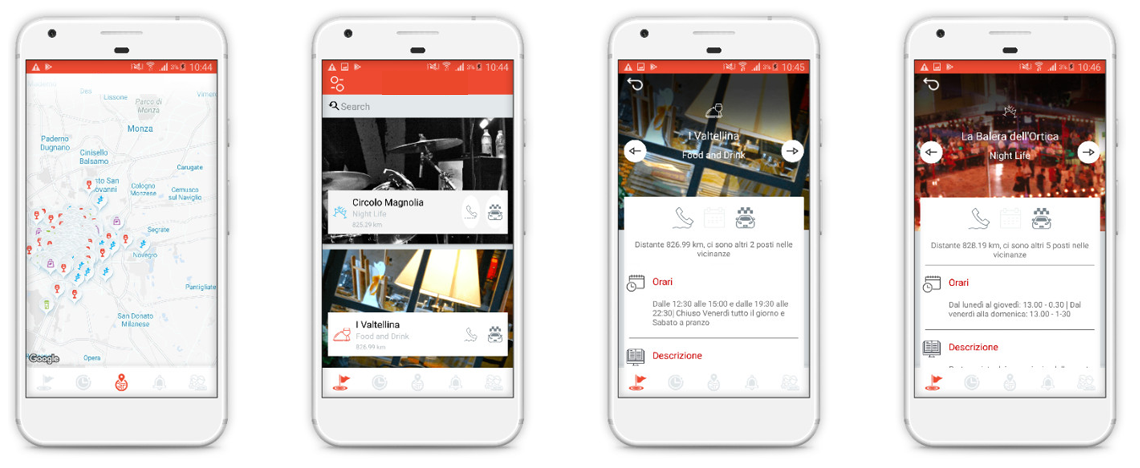 3% 10:44
Desi
Lissone
Parco di
Monza
Vimerc
Monza
Paderno
Dugnano
Cinisello
Balsamo
Carugate
sto San
ovanni
Cologno
Monzese
Cernusco
sul Naviglio
Segrate
Novegro
Pantigliate
San Donato
Milanese
Google
Opera
3% 10:44
Search
Circolo Magnolia
Night Life
825.29 km
I Valtellina
Food and Drink
826.99 km
3% 10:45
I Valtellina
Food and Drink
Distante 826.99 km, ci sono altri 2 posti nelle
vicinanze
Orari
Dalle 12:30 alle 15:00 e dalle 19:30 alle
22:30| Chiuso Venerdì tutto il giorno e
Sabato a pranzo
Descrizione
3% 10:46
La Balera dell'Ortica
Night Life
Distante 828.19 km, ci sono altri 5 posti nelle
vicinanze
Orari
Dal lunedì al giovedì: 13.00 - 0.30 | Dal
venerdì alla domenica: 13.00 - 1-30
Descrizione